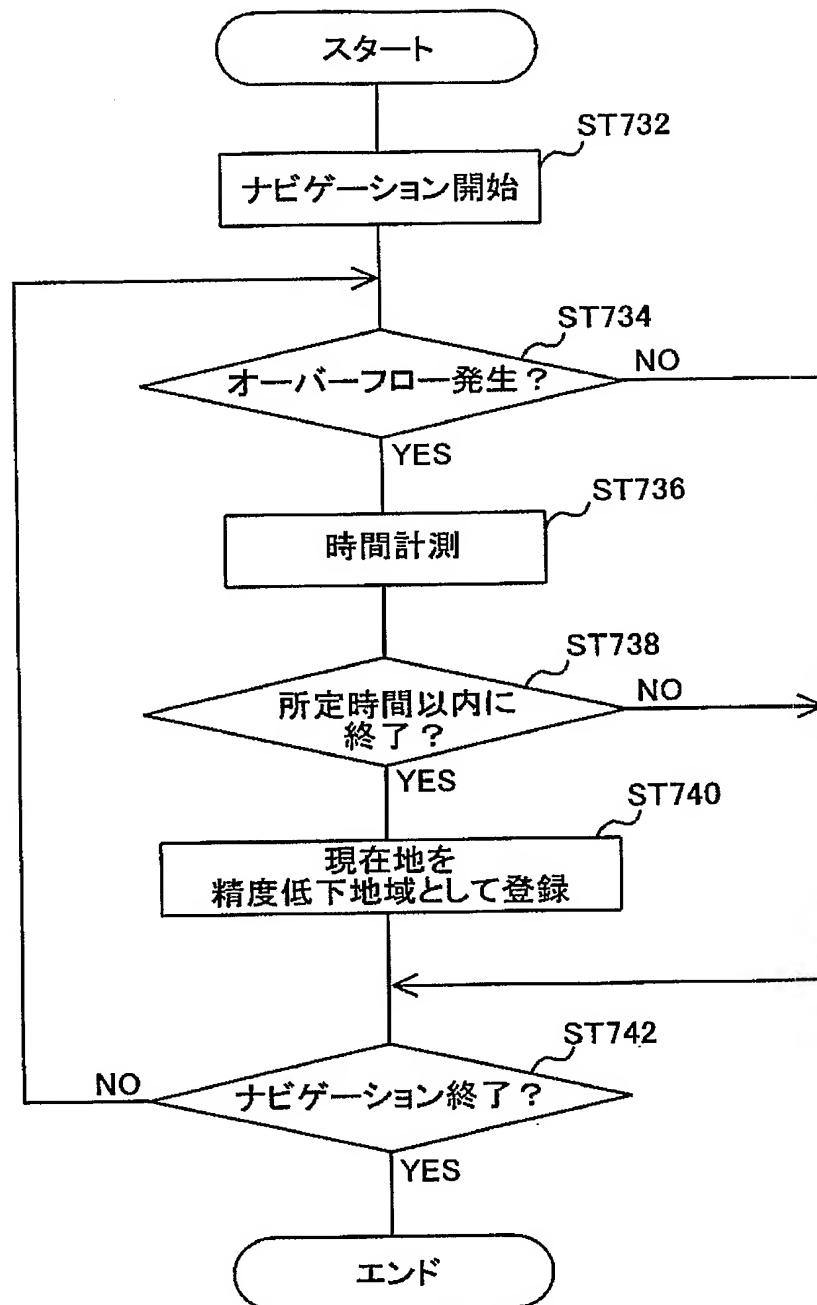 スタート
ST732
ナビゲーション開始
ST734
オーバーフロー発生？
NO
YES
ST736
時間計測
ST738
所定時間以内に
終了？
NO
YES
ST740
現在地を
精度低下地域として登録
ST742
NO
ナビゲーション終了？
YES
エンド